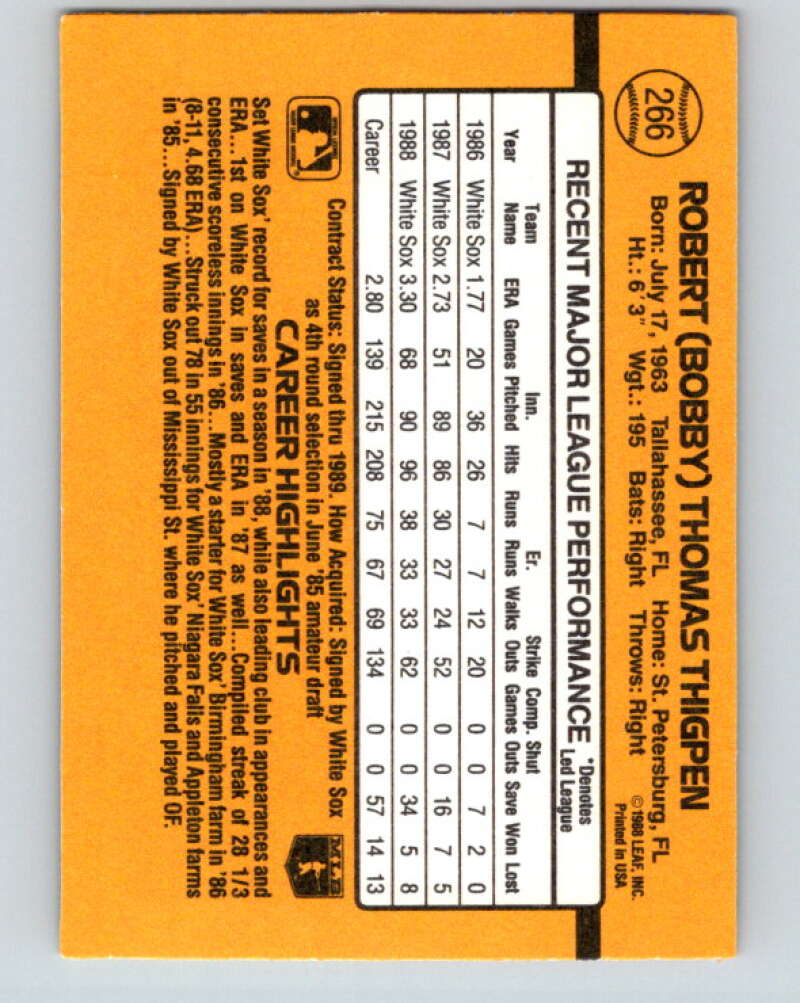 266
ROBERT (BOBBY) THOMAS THIGPEN
Born: July 17, 1963 Tallahassee, FL Home: St. Petersburg, FL
Ht.: 6'3" Wgt.: 195 Bats: Right Throws: Right
©1988 LEAF, INC.
Printed in USA
RECENT MAJOR LEAGUE PERFORMANCE *Denotes
Led League
Team Inn. Er. Strike Comp. Shut
Year Name ERA Games Pitched Hits Runs Runs Walks Outs Games Outs Save Won Lost
1986 White Sox 1.77 20 36 26 7 7 12 20 0 0 7 2 0
1987 White Sox 2.73 51 89 86 30 27 24 52 0 0 16 7 5
1988 White Sox 3.30 68 90 96 38 33 33 62 0 0 34 5 8
Career 2.80 139 215 208 75 67 69 134 0 0 57 14 13
Contract Status: Signed thru 1989. How Acquired: Signed by White Sox
as 4th round selection in June '85 amateur draft
MLB
CAREER HIGHLIGHTS
Set White Sox' record for saves in a season in '88, while also leading club in appearances and
ERA...1st on White Sox in saves and ERA in '87 as well...Compiled streak of 28 1/3
consecutive scoreless innings in '86...Mostly a starter for White Sox' Birmingham farm in '86
(8-11, 4.68 ERA)...Struck out 78 in 55 innings for White Sox' Niagara Falls and Appleton farms
in '85...Signed by White Sox out of Mississippi St. where he pitched and played OF.